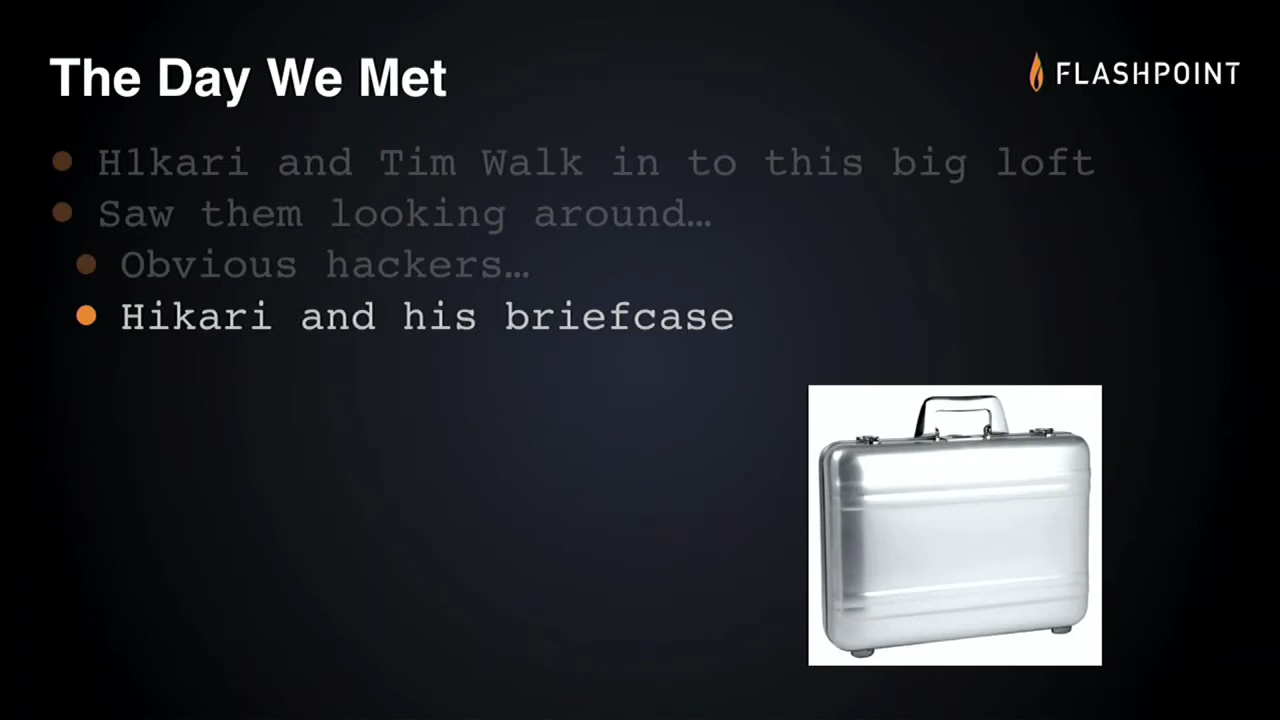 The Day We Met
FLASHPOINT
H1kari and Tim Walk in to this big loft
Saw them looking around…
Obvious hackers…
Hikari and his briefcase